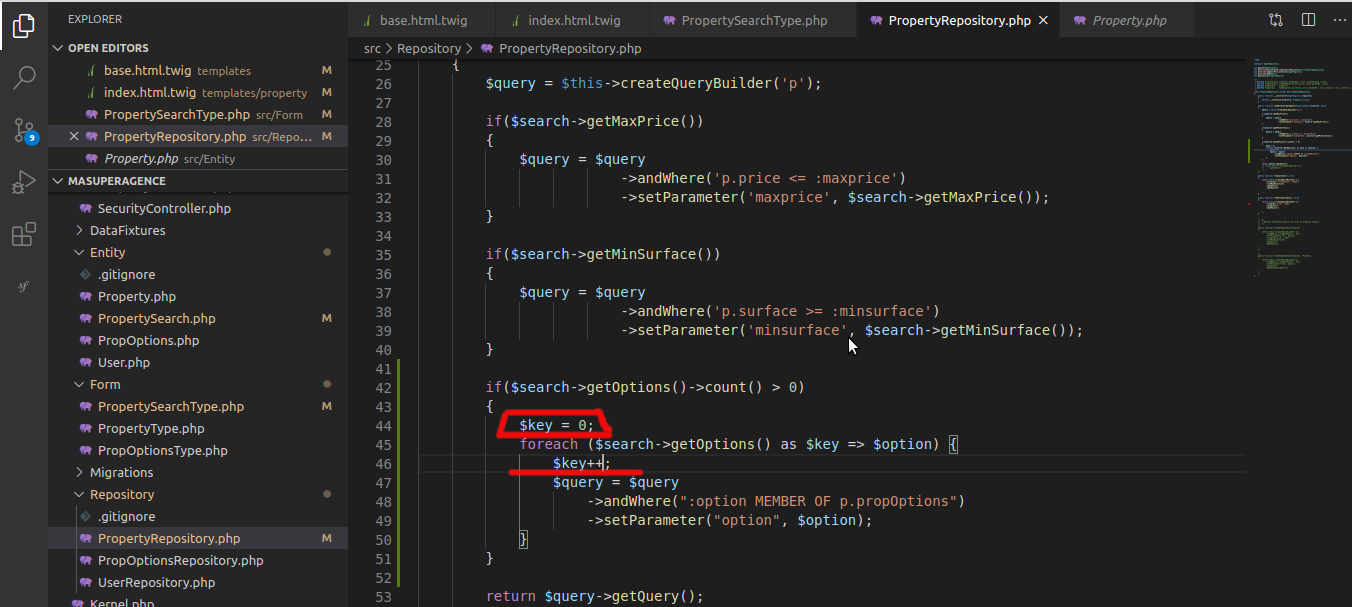 EXPLORER
OPEN EDITORS
base.html.twig templates M
index.html.twig templates/property M
PropertySearchType.php src/Form M
PropertyRepository.php src/Repo... M
Property.php src/Entity
MASUPERAGENCE
SecurityController.php
DataFixtures
Entity
.gitignore
Property.php
PropertySearch.php M
PropOptions.php
User.php
Form
PropertySearchType.php M
PropertyType.php
PropOptionsType.php
Migrations
Repository
.gitignore
PropertyRepository.php M
PropOptionsRepository.php
UserRepository.php
Kernel.php
9
sf
base.html.twig index.html.twig PropertySearchType.php PropertyRepository.php Property.php
src > Repository > PropertyRepository.php
25 {
26 $query = $this->createQueryBuilder('p');
27
28 if($search->getMaxPrice())
29 {
30 $query = $query
31 ->andWhere('p.price <= :maxprice')
32 ->setParameter('maxprice', $search->getMaxPrice());
33 }
34
35 if($search->getMinSurface())
36 {
37 $query = $query
38 ->andWhere('p.surface >= :minsurface')
39 ->setParameter('minsurface', $search->getMinSurface());
40 }
41
42 if($search->getOptions()->count() > 0)
43 {
44 $key = 0;
45 foreach ($search->getOptions() as $key => $option) {
46 $key++;
47 $query = $query
48 ->andWhere(":option MEMBER OF p.propOptions")
49 ->setParameter("option", $option);
50 }
51 }
52
53 return $query->getQuery();